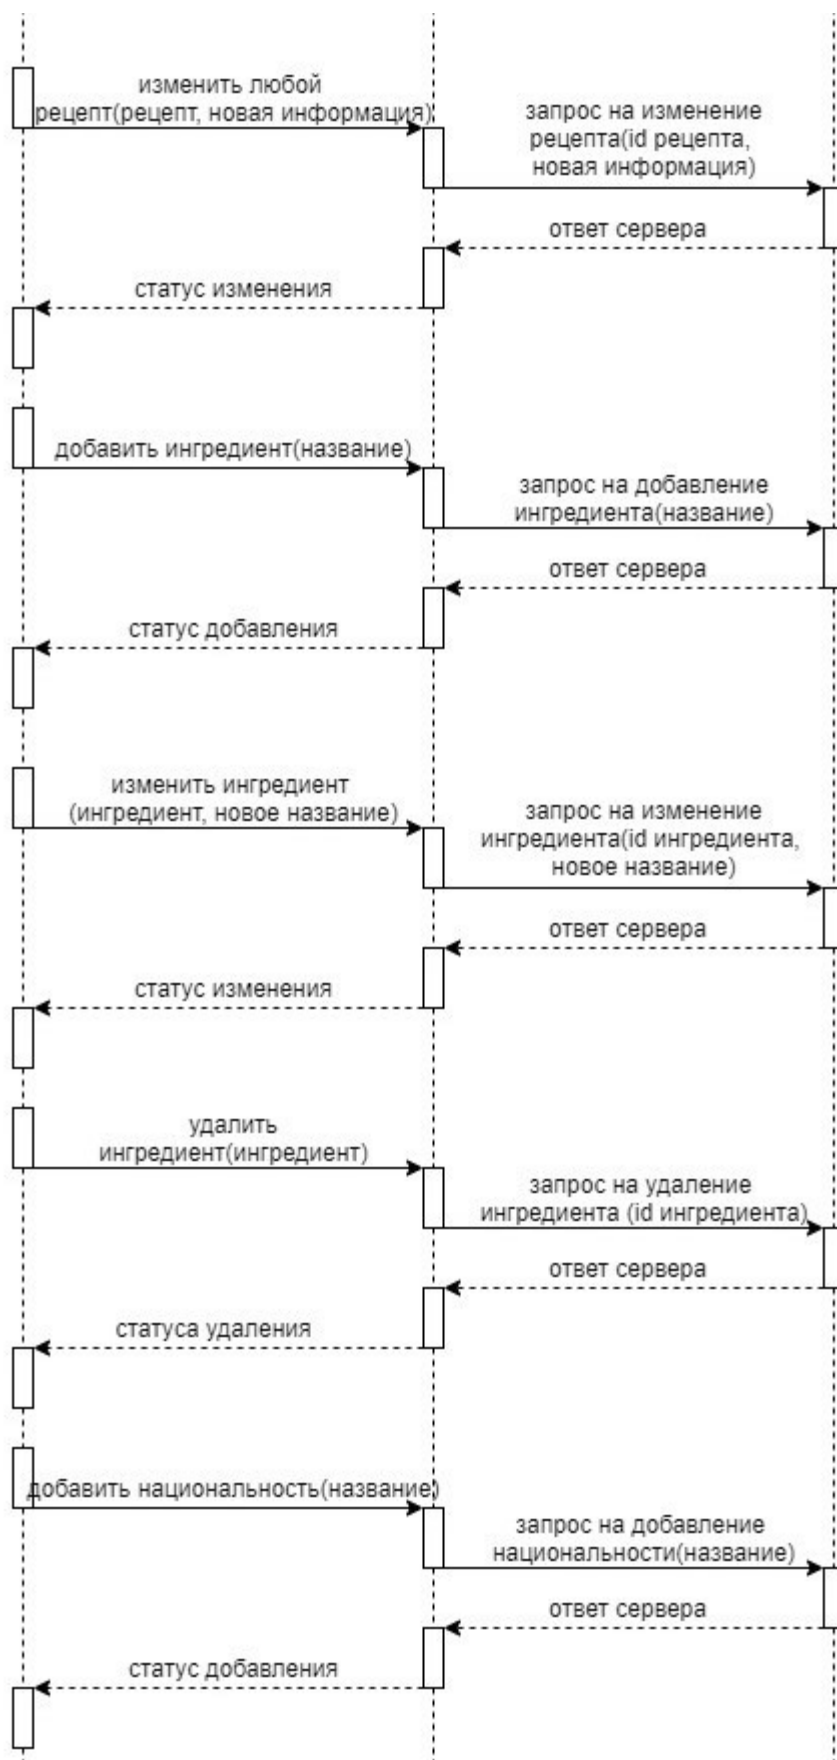 изменить любой
рецепт(рецепт, новая информация)
запрос на изменение
рецепта(id рецепта,
новая информация)
ответ сервера
статус изменения
добавить ингредиент(название)
запрос на добавление
ингредиента(название)
ответ сервера
статус добавления
изменить ингредиент
(ингредиент, новое название)
запрос на изменение
ингредиента(id ингредиента,
новое название)
ответ сервера
статус изменения
удалить
ингредиент(ингредиент)
запрос на удаление
ингредиента (id ингредиента)
ответ сервера
статуса удаления
добавить национальность(название)
запрос на добавление
национальности(название)
ответ сервера
статус добавления